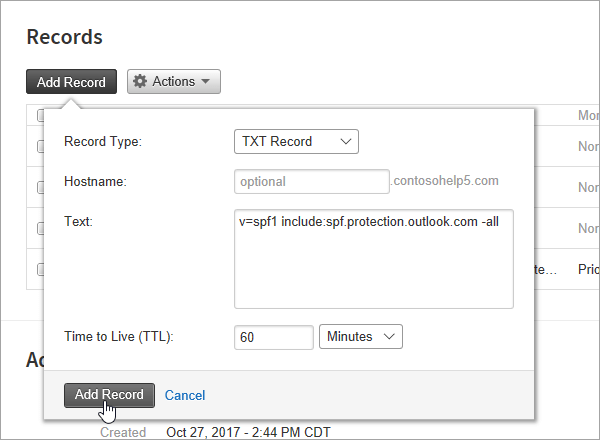 Records
Add Record
Actions
Mor
Record Type:
TXT Record
Nor
Hostname:
optional
.contosohelp5.com
Nor
Text:
v=spf1 include:spf.protection.outlook.com -all
Nor
te...
Pric
Time to Live (TTL):
60
Minutes
Ac
Add Record
Cancel
Created
Oct 27, 2017 - 2:44 PM CDT